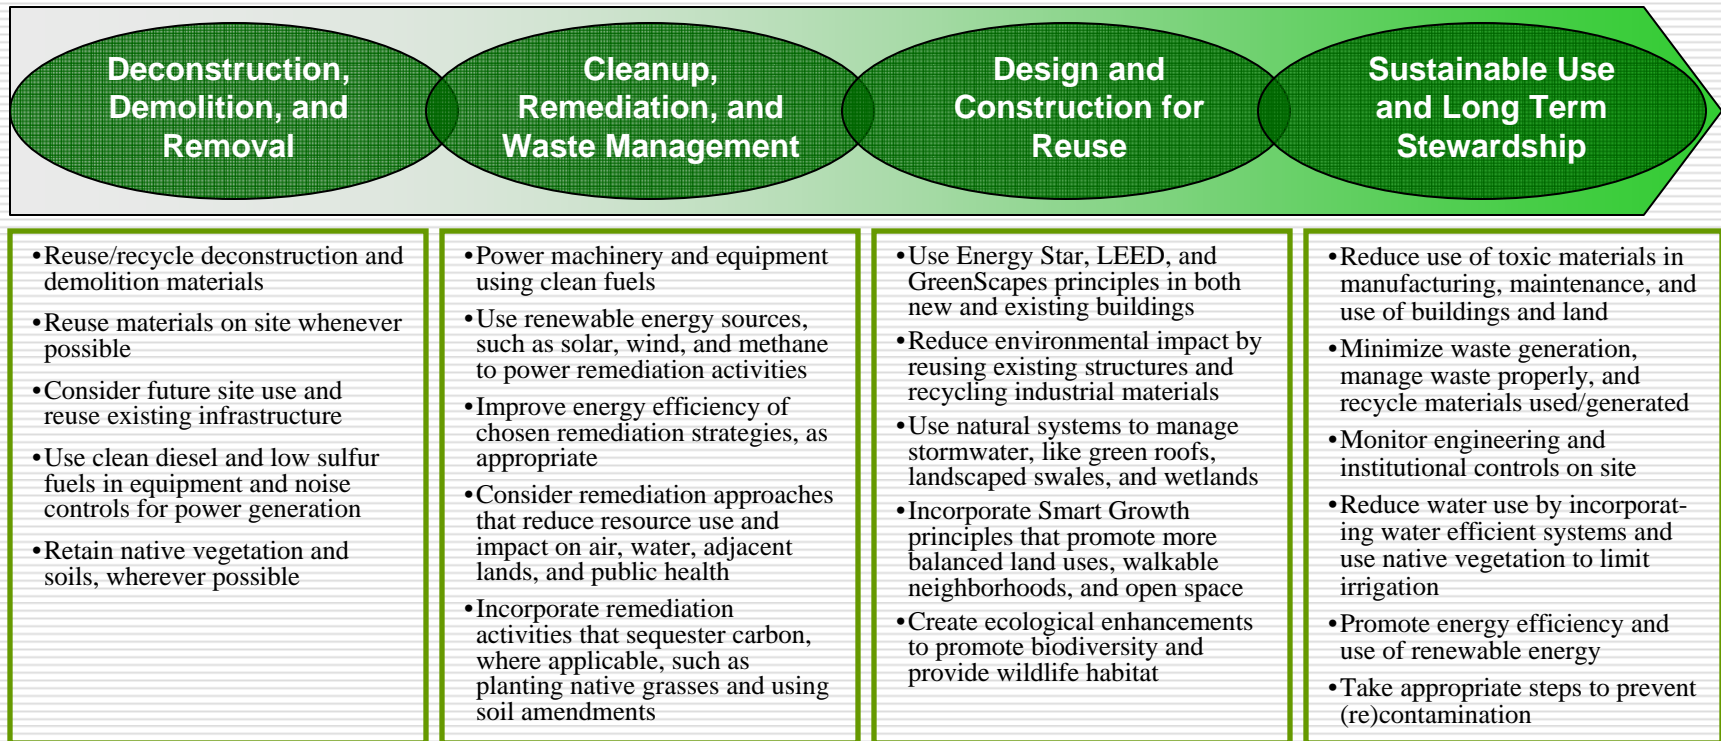 Deconstruction,
Demolition, and
Removal
Cleanup,
Remediation, and
Waste Management
Design and
Construction for
Reuse
Sustainable Use
and Long Term
Stewardship
•Reuse/recycle deconstruction and
demolition materials
•Reuse materials on site whenever
possible
•Consider future site use and
reuse existing infrastructure
•Use clean diesel and low sulfur
fuels in equipment and noise
controls for power generation
•Retain native vegetation and
soils, wherever possible
•Power machinery and equipment
using clean fuels
•Use renewable energy sources,
such as solar, wind, and methane
to power remediation activities
•Improve energy efficiency of
chosen remediation strategies, as
appropriate
•Consider remediation approaches
that reduce resource use and
impact on air, water, adjacent
lands, and public health
•Incorporate remediation
activities that sequester carbon,
where applicable, such as
planting native grasses and using
soil amendments
•Use Energy Star, LEED, and
GreenScapes principles in both
new and existing buildings
•Reduce environmental impact by
reusing existing structures and
recycling industrial materials
•Use natural systems to manage
stormwater, like green roofs,
landscaped swales, and wetlands
•Incorporate Smart Growth
principles that promote more
balanced land uses, walkable
neighborhoods, and open space
•Create ecological enhancements
to promote biodiversity and
provide wildlife habitat
•Reduce use of toxic materials in
manufacturing, maintenance, and
use of buildings and land
•Minimize waste generation,
manage waste properly, and
recycle materials used/generated
•Monitor engineering and
institutional controls on site
•Reduce water use by incorporat-
ing water efficient systems and
use native vegetation to limit
irrigation
•Promote energy efficiency and
use of renewable energy
•Take appropriate steps to prevent
(re)contamination